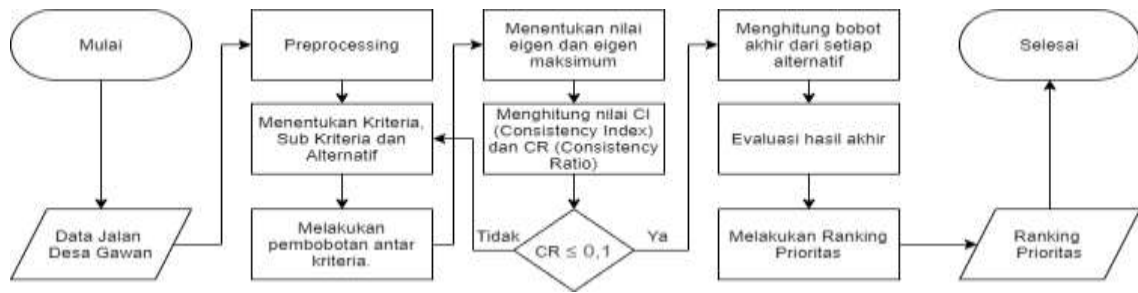 Mulai
Data Jalan
Desa Gawan
Preprocessing
Menentukan Kriteria,
Sub Kriteria dan
Alternatif
Melakukan
pembobotan antar
kriteria.
Menentukan nilai
eigen dan eigen
maksimum
Menghitung nilai CI
(Consistency Index)
dan CR (Consistency
Ratio)
Tidak
CR ≤ 0,1
Ya
Menghitung bobot
akhir dari setiap
alternatif
Evaluasi hasil akhir
Melakukan Ranking
Prioritas
Ranking
Prioritas
Selesai